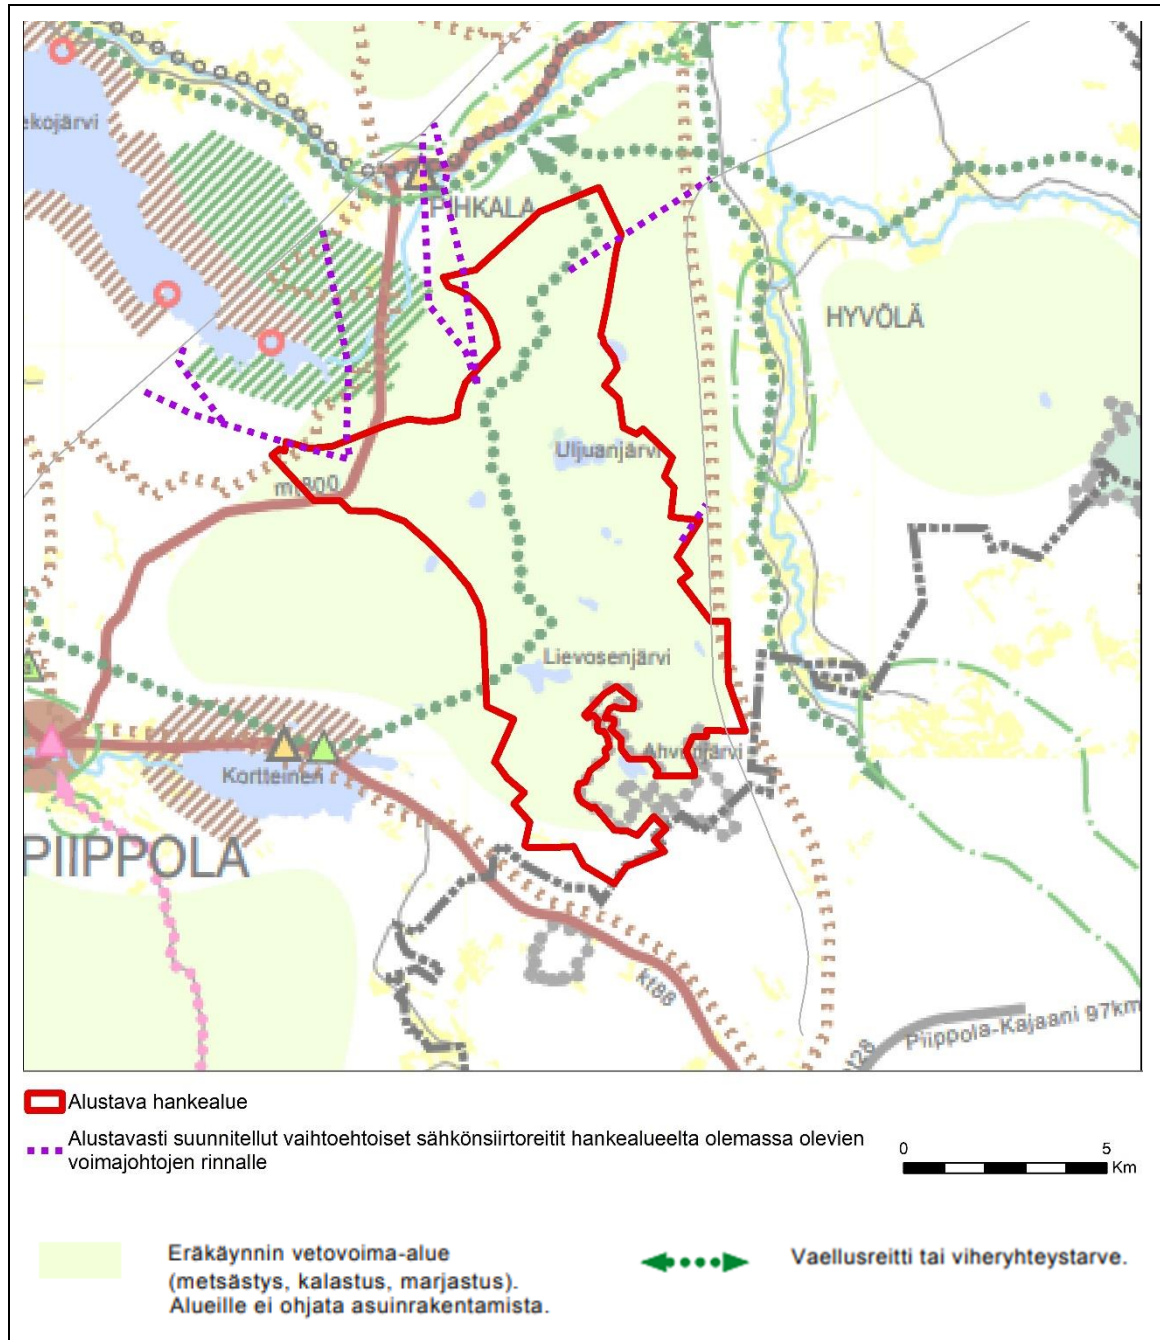 ekojärvi
PIHKALA
HYVÖLÄ
Uljuanjärvi
mt800
Lievosenjärvi
Ahvenjärvi
Kortteinen
PIIPPOLA
kt88
Piippola-Kajaani 97km
t28
Alustava hankealue
Alustavasti suunnitellut vaihtoehtoiset sähkönsiirtoreitit hankealueelta olemassa olevien
voimajohtojen rinnalle
0 5
Km
Eräkäynnin vetovoima-alue
(metsästys, kalastus, marjastus).
Alueille ei ohjata asuinrakentamista.
Vaellusreitti tai viheryhteystarve.